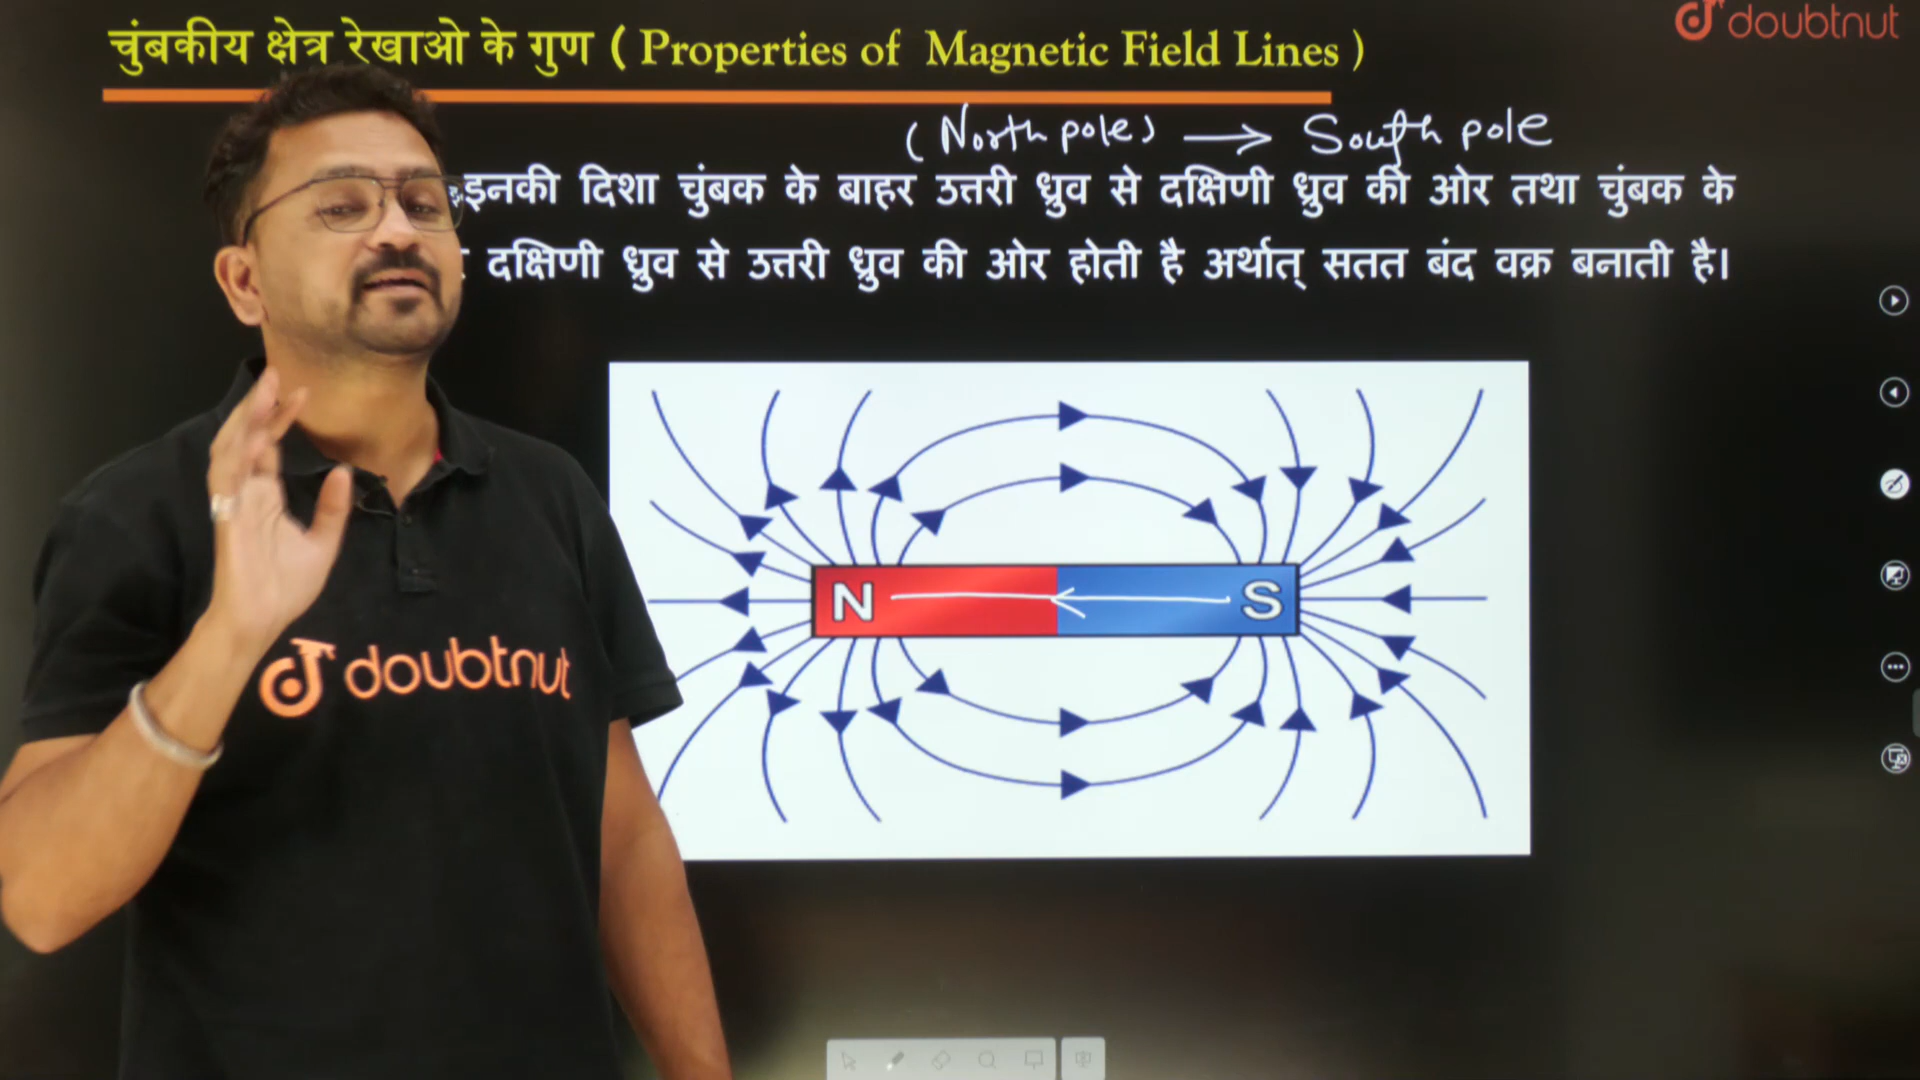 चुंबकीय क्षेत्र रेखाओ के गुण ( Properties of Magnetic Field Lines )
doubtnut
(North pole) → South pole
इनकी दिशा चुंबक के बाहर उत्तरी ध्रुव से दक्षिणी ध्रुव की ओर तथा चुंबक के
दक्षिणी ध्रुव से उत्तरी ध्रुव की ओर होती है अर्थात् सतत बंद वक्र बनाती है।
N S
doubtnut